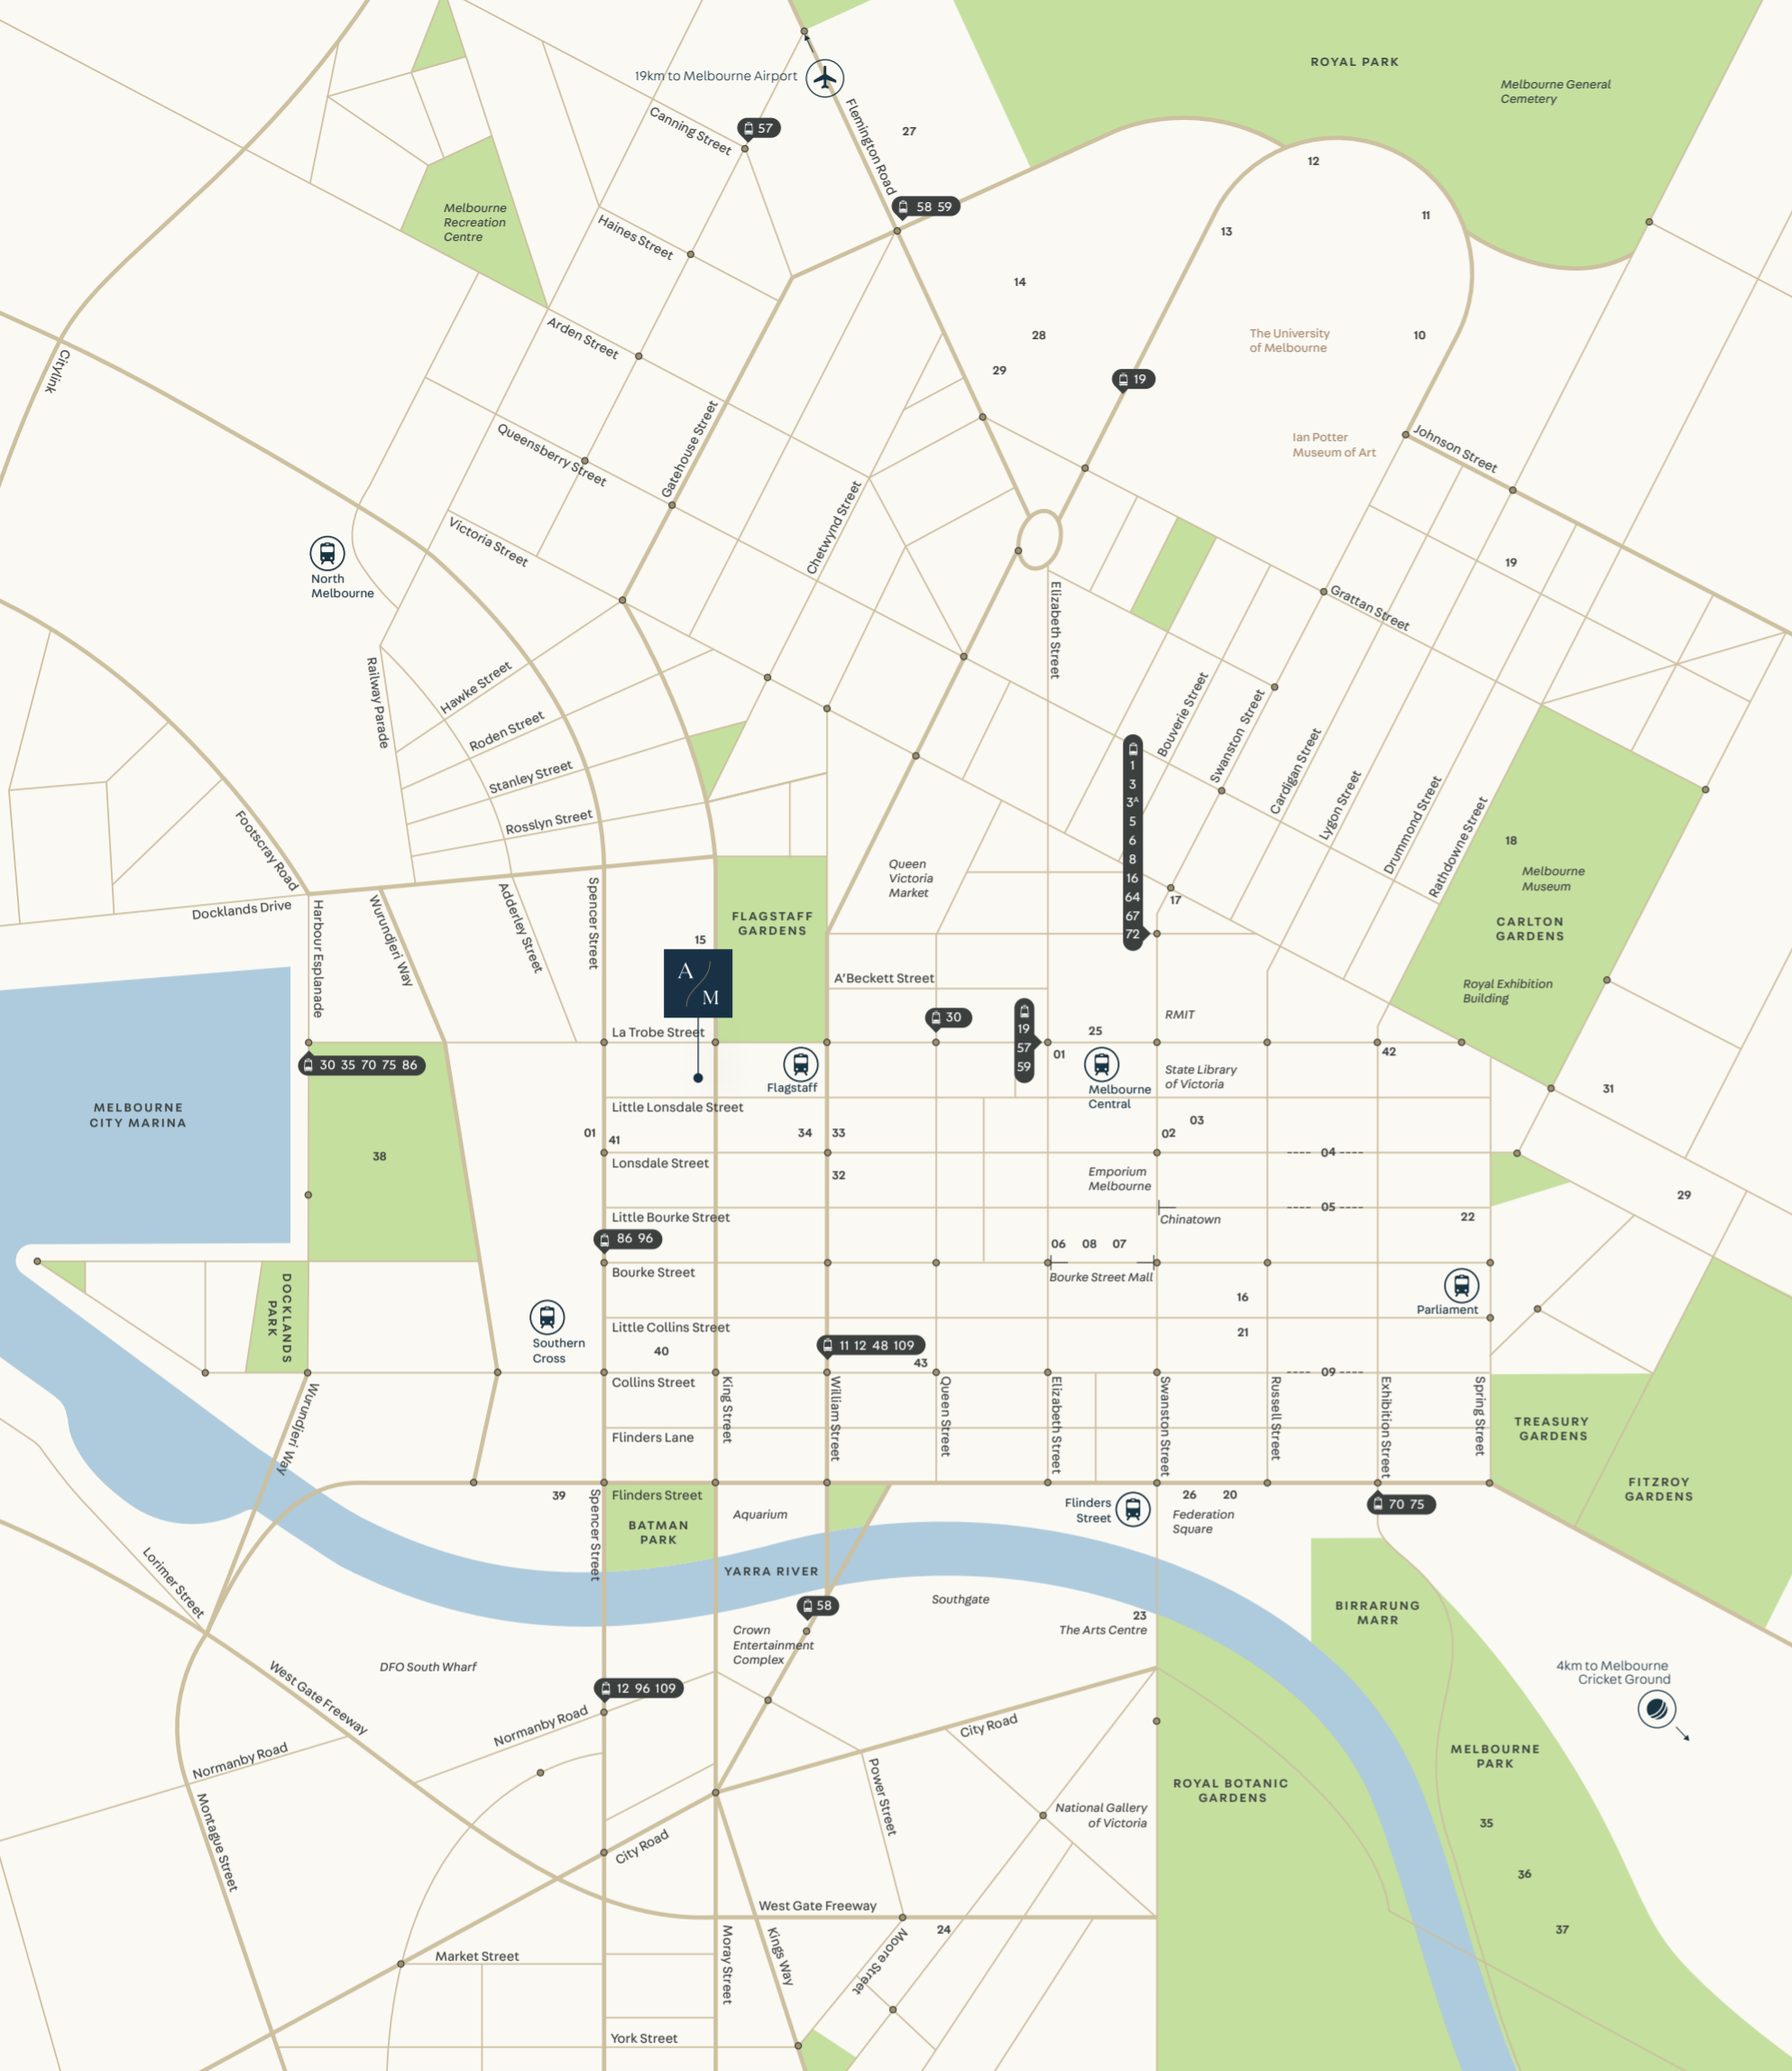 ROYAL PARK
Melbourne General
Cemetery
19km to Melbourne Airport
Flemington Road
27
Canning Street
57
12
58 59
Melbourne
Recreation
Centre
Haines Street
11
13
14
Arden Street
28
The University
of Melbourne
10
Citylink
29
19
Queensberry Street
Gatehouse Street
Ian Potter
Museum of Art
Johnson Street
Victoria Street
Chetwynd Street
North
Melbourne
19
Elizabeth Street
Grattan Street
Railway Parade
Hawke Street
Roden Street
Stanley Street
Rosslyn Street
Bouverie Street
Swanston Street
Cardigan Street
Lygon Street
Drummond Street
Rathdowne Street
1
3
3A
5
6
8
16
64
67
72
Footscray Road
18
Queen
Victoria
Market
Melbourne
Museum
17
Docklands Drive
Harbour Esplanade
Wurundjeri Way
Adderley Street
Spencer Street
15
FLAGSTAFF
GARDENS
CARLTON
GARDENS
A M
A'Beckett Street
Royal Exhibition
Building
30
19
57
59
RMIT
La Trobe Street
25
01
42
30 35 70 75 86
Flagstaff
Melbourne
Central
State Library
of Victoria
31
MELBOURNE
CITY MARINA
Little Lonsdale Street
03
01
41
34
33
02
38
Lonsdale Street
04
32
Emporium
Melbourne
29
Little Bourke Street
05
Chinatown
22
86 96
06 08 07
Bourke Street
Bourke Street Mall
DOCKLANDS
PARK
16
Parliament
Southern
Cross
Little Collins Street
21
11 12 48 109
40
43
09
Collins Street
Wurundjeri Way
King Street
William Street
Queen Street
Elizabeth Street
Swanston Street
Russell Street
Exhibition Street
Spring Street
Flinders Lane
TREASURY
GARDENS
FITZROY
GARDENS
39
Spencer Street
Flinders Street
Aquarium
Flinders
Street
26
20
Federation
Square
70 75
BATMAN
PARK
Lorimer Street
YARRA RIVER
58
Southgate
23
The Arts Centre
BIRRARUNG
MARR
Crown
Entertainment
Complex
DFO South Wharf
4km to Melbourne
Cricket Ground
West Gate Freeway
12 96 109
Normanby Road
City Road
Normanby Road
MELBOURNE
PARK
Power Street
ROYAL BOTANIC
GARDENS
Montague Street
National Gallery
of Victoria
35
City Road
36
West Gate Freeway
24
37
Moray Street
Kings Way
Moore Street
Market Street
York Street